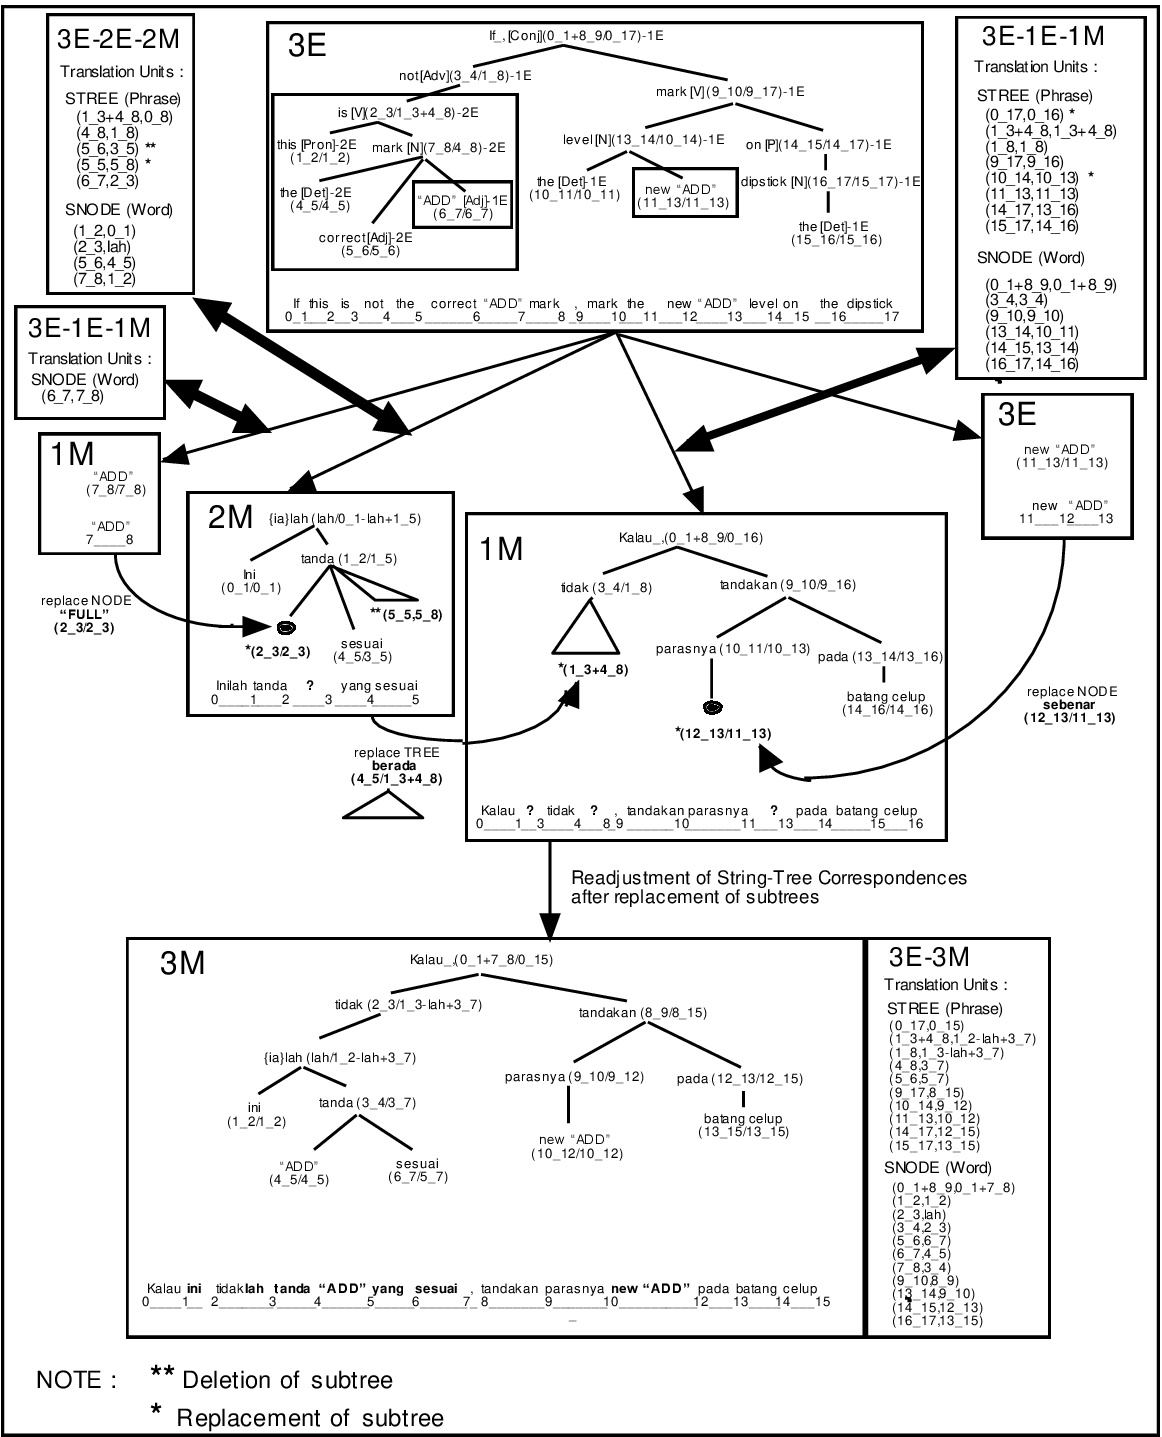 3E-2E-2M
Translation Units :
STREE (Phrase)
(1_3+4_8,0_8)
(4_8,1_8)
(5_6,3_5) **
(5_5,5_8) *
(6_7,2_3)
SNODE (Word)
(1_2,0_1)
(2_3,lah)
(5_6,4_5)
(7_8,1_2)
3E
If_,[Conj](0_1+8_9/0_17)-1E
not[Adv](3_4/1_8)-1E
mark [V](9_10/9_17)-1E
is [V](2_3/1_3+4_8)-2E
this [Pron]-2E
(1_2/1_2)
mark [N](7_8/4_8)-2E
the [Det]-2E
(4_5/4_5)
"ADD" [Adj]-1E
(6_7/6_7)
correct[Adj]-2E
(5_6/5_6)
level [N](13_14/10_14)-1E
on [P](14_15/14_17)-1E
the [Det]-1E
(10_11/10_11)
new "ADD"
(11_13/11_13)
dipstick [N](16_17/15_17)-1E
the[Det]-1E
(15_16/15_16)
If this is not the correct "ADD" mark , mark the new "ADD" level on the dipstick
0_1___2__3___4___5______6_____7____8_9____10___11____12_____13___14_15__16_____17
3E-1E-1M
Translation Units :
STREE (Phrase)
(0_17,0_16) *
(1_3+4_8,1_3+4_8)
(1_8,1_8)
(9_17,9_16)
(10_14,10_13) *
(11_13,11_13)
(14_17,13_16)
(15_17,14_16)
SNODE (Word)
(0_1+8_9,0_1+8_9)
(3_4,3_4)
(9_10,9_10)
(13_14,10_11)
(14_15,13_14)
(16_17,14_16)
3E-1E-1M
Translation Units :
SNODE (Word)
(6_7,7_8)
1M
"ADD"
(7_8/7_8)
"ADD"
7____8
replace NODE
"FULL"
(2_3/2_3)
2M
{ia}lah (lah/0_1-lah+1_5)
Ini
(0_1/0_1)
tanda (1_2/1_5)
** (5_5,5_8)
*(2_3/2_3)
sesuai
(4_5/3_5)
Inilah tanda ? yang sesuai
0____1____2____3____4_____5
replace TREE
berada
(4_5/1_3+4_8)
1M
Kalau_,(0_1+8_9/0_16)
tidak (3_4/1_8)
tandakan (9_10/9_16)
*(1_3+4_8)
parasnya (10_11/10_13)
pada (13_14/13_16)
batang celup
(14_16/14_16)
*(12_13/11_13)
Kalau ? tidak ? , tandakan parasnya ? pada batang celup
0____1__3____4___8_9______10______11___13___14_____15___16
3E
new "ADD"
(11_13/11_13)
new "ADD"
11___12____13
replace NODE
sebenar
(12_13/11_13)
Readjustment of String-Tree Correspondences
after replacement of subtrees
3M
Kalau_,(0_1+7_8/0_15)
tidak (2_3/1_3-lah+3_7)
tandakan (8_9/8_15)
{ia}lah (lah/1_2-lah+3_7)
ini
(1_2/1_2)
tanda (3_4/3_7)
"ADD"
(4_5/4_5)
sesuai
(6_7/5_7)
parasnya (9_10/9_12)
pada (12_13/12_15)
new "ADD"
(10_12/10_12)
batang celup
(13_15/13_15)
Kalau ini tidaklah tanda "ADD" yang sesuai , tandakan parasnya new "ADD" pada batang celup
0____1__ 2______3_____4_____5_____6______7_8_______9_______10__________12___13____14____15
3E-3M
Translation Units :
STREE (Phrase)
(0_17,0_15)
(1_3+4_8,1_2-lah+3_7)
(1_8,1_3-lah+3_7)
(4_8,3_7)
(5_6,5_7)
(9_17,8_15)
(10_14,9_12)
(11_13,10_12)
(14_17,12_15)
(15_17,13_15)
SNODE (Word)
(0_1+8_9,0_1+7_8)
(1_2,1_2)
(2_3,lah)
(3_4,2_3)
(5_6,6_7)
(6_7,4_5)
(7_8,3_4)
(9_10,8_9)
(13_14,9_10)
(14_15,12_13)
(16_17,13_15)
NOTE : ** Deletion of subtree
* Replacement of subtree